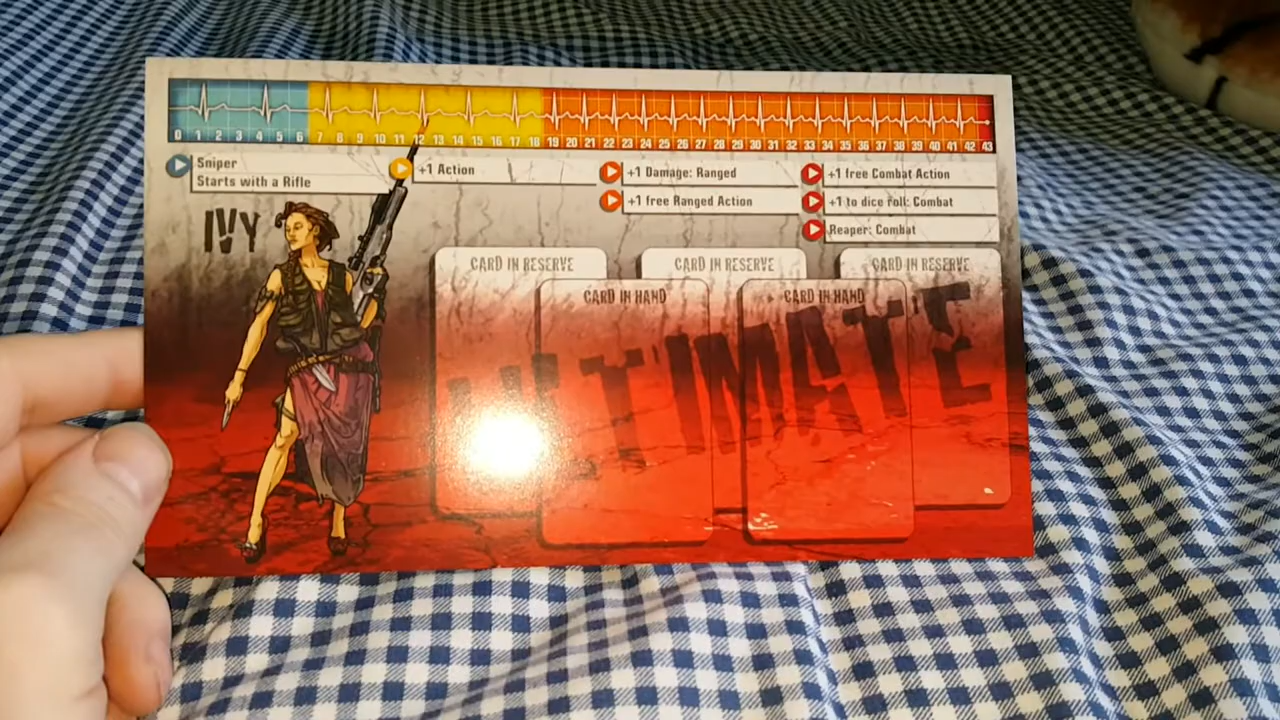 0 1 2 3 4 5 6 7 8 9 10 11 12 13 14 15 16 17 18 19 20 21 22 23 24 25 26 27 28 29 30 31 32 33 34 35 36 37 38 39 40 41 42 43
Sniper
Starts with a Rifle
+1 Action
+1 Damage: Ranged
+1 free Ranged Action
+1 free Combat Action
+1 to dice roll: Combat
Reaper: Combat
IVY
CARD IN RESERVE
CARD IN RESERVE
CARD IN RESERVE
CARD IN HAND
CARD IN HAND
ULTIMATE